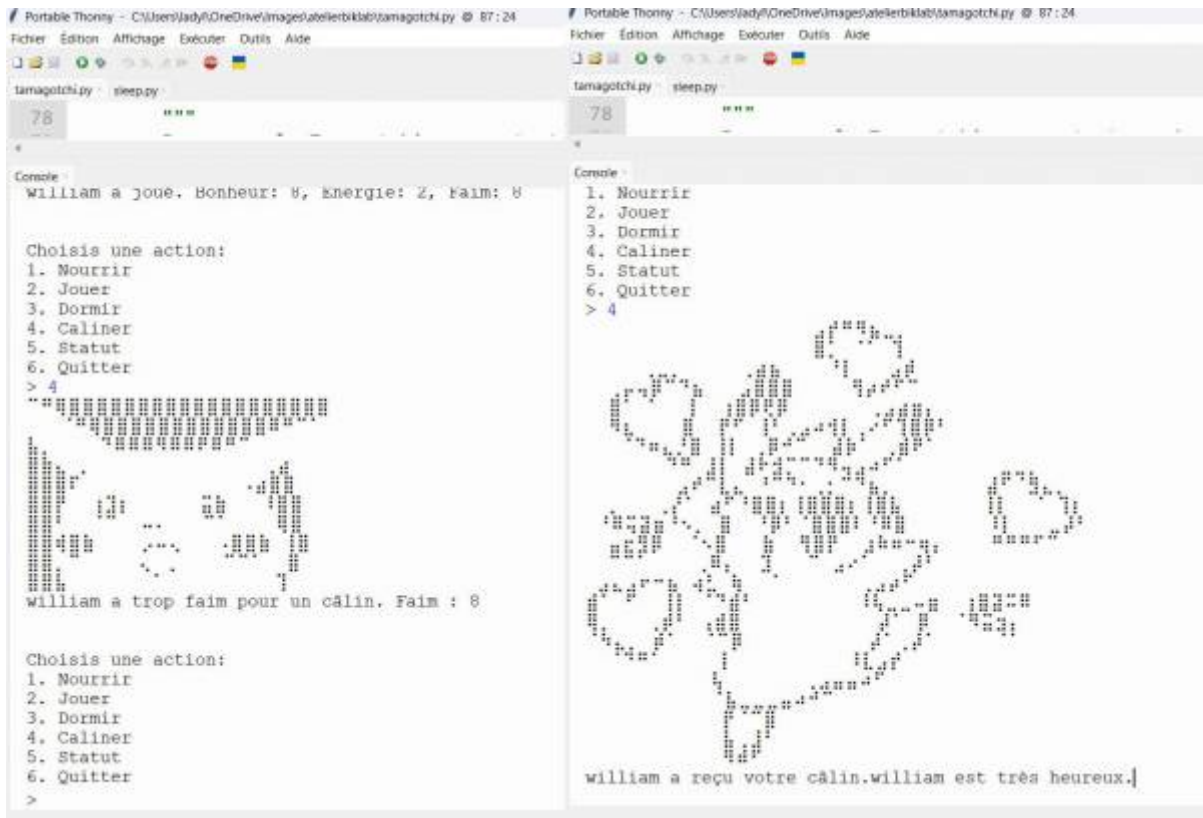 Portable Thonny - C:\Users\ladyl\OneDrive\Images\atelierbiklab\tamagotchi.py @ 87:24
Fichier Édition Affichage Exécuter Outils Aide
tamagotchi.py sleep.py
78 """
Console
william a joué. Bonheur: 8, Énergie: 2, Faim: 8
Choisis une action:
1. Nourrir
2. Jouer
3. Dormir
4. Caliner
5. Statut
6. Quitter
> 4
william a trop faim pour un câlin. Faim : 8
Choisis une action:
1. Nourrir
2. Jouer
3. Dormir
4. Caliner
5. Statut
6. Quitter
>
Portable Thonny - C:\Users\ladyl\OneDrive\Images\atelierbiklab\tamagotchi.py @ 87:24
Fichier Édition Affichage Exécuter Outils Aide
tamagotchi.py sleep.py
78 """
Console
1. Nourrir
2. Jouer
3. Dormir
4. Caliner
5. Statut
6. Quitter
> 4
william a reçu votre câlin.william est très heureux.